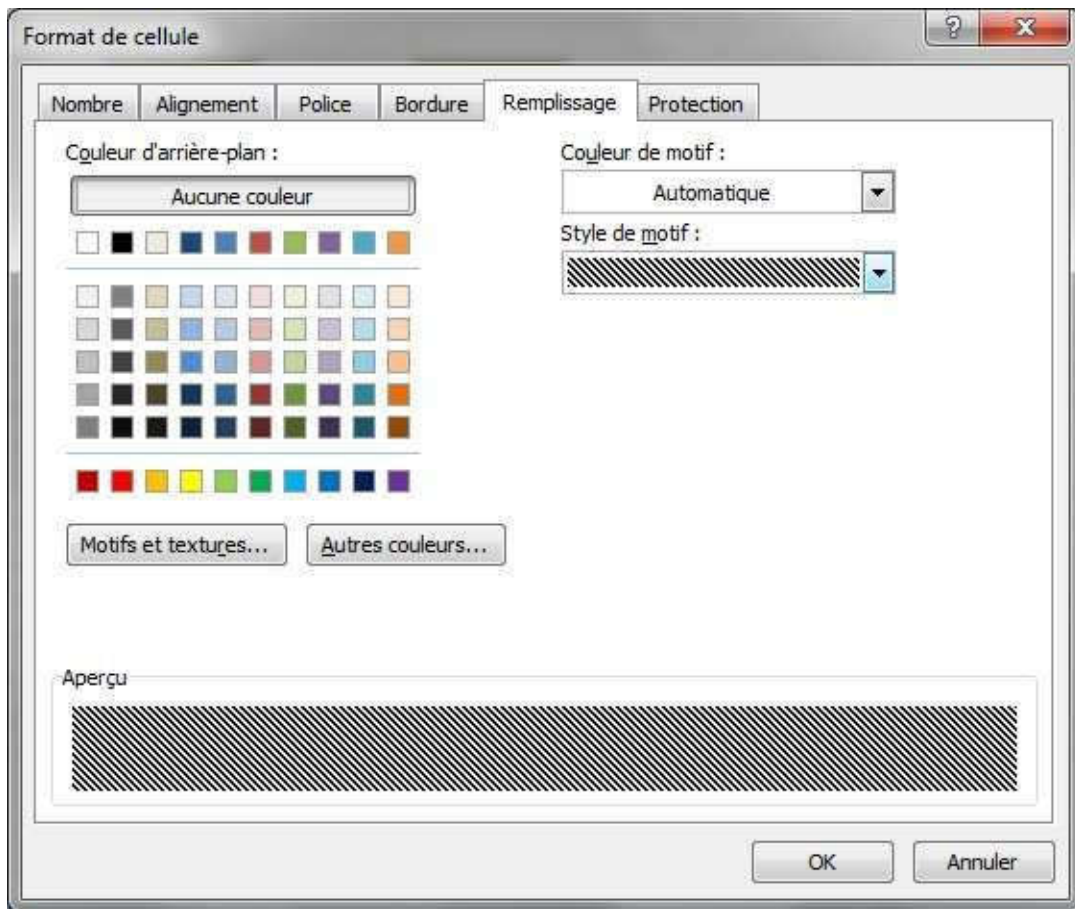 Format de cellule
Nombre Alignement Police Bordure Remplissage Protection
Couleur d'arrière-plan :
Aucune couleur
Couleur de motif :
Automatique
Style de motif :
Motifs et textures... Autres couleurs...
Aperçu
OK Annuler